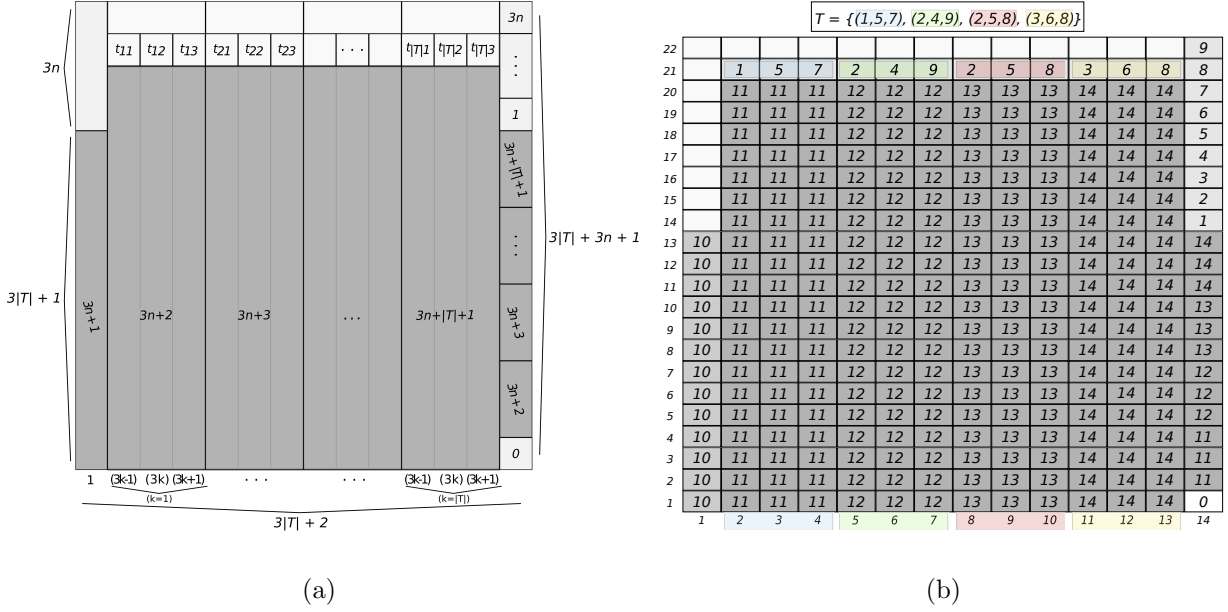 3n
t11 t12 t13 t21 t22 t23 · · · t|T|1 t|T|2 t|T|3
3n
· · ·
1
3n+|T|+1
· · ·
3|T| + 3n + 1
3|T| + 1
3n+1
3n+2
3n+3
· · ·
3n+|T|+1
3n+3
3n+2
0
1 (3k-1) (3k) (3k+1) · · · · · · (3k-1) (3k) (3k+1)
(k=1) (k=|T|)
3|T| + 2
(a)
T = {(1,5,7), (2,4,9), (2,5,8), (3,6,8)}
22 9
21 1 5 7 2 4 9 2 5 8 3 6 8 8
20 11 11 11 12 12 12 13 13 13 14 14 14 7
19 11 11 11 12 12 12 13 13 13 14 14 14 6
18 11 11 11 12 12 12 13 13 13 14 14 14 5
17 11 11 11 12 12 12 13 13 13 14 14 14 4
16 11 11 11 12 12 12 13 13 13 14 14 14 3
15 11 11 11 12 12 12 13 13 13 14 14 14 2
14 11 11 11 12 12 12 13 13 13 14 14 14 1
13 10 11 11 11 12 12 12 13 13 13 14 14 14 14
12 10 11 11 11 12 12 12 13 13 13 14 14 14 14
11 10 11 11 11 12 12 12 13 13 13 14 14 14 14
10 10 11 11 11 12 12 12 13 13 13 14 14 14 13
9 10 11 11 11 12 12 12 13 13 13 14 14 14 13
8 10 11 11 11 12 12 12 13 13 13 14 14 14 13
7 10 11 11 11 12 12 12 13 13 13 14 14 14 12
6 10 11 11 11 12 12 12 13 13 13 14 14 14 12
5 10 11 11 11 12 12 12 13 13 13 14 14 14 12
4 10 11 11 11 12 12 12 13 13 13 14 14 14 11
3 10 11 11 11 12 12 12 13 13 13 14 14 14 11
2 10 11 11 11 12 12 12 13 13 13 14 14 14 11
1 10 11 11 11 12 12 12 13 13 13 14 14 14 0
1 2 3 4 5 6 7 8 9 10 11 12 13 14
(b)